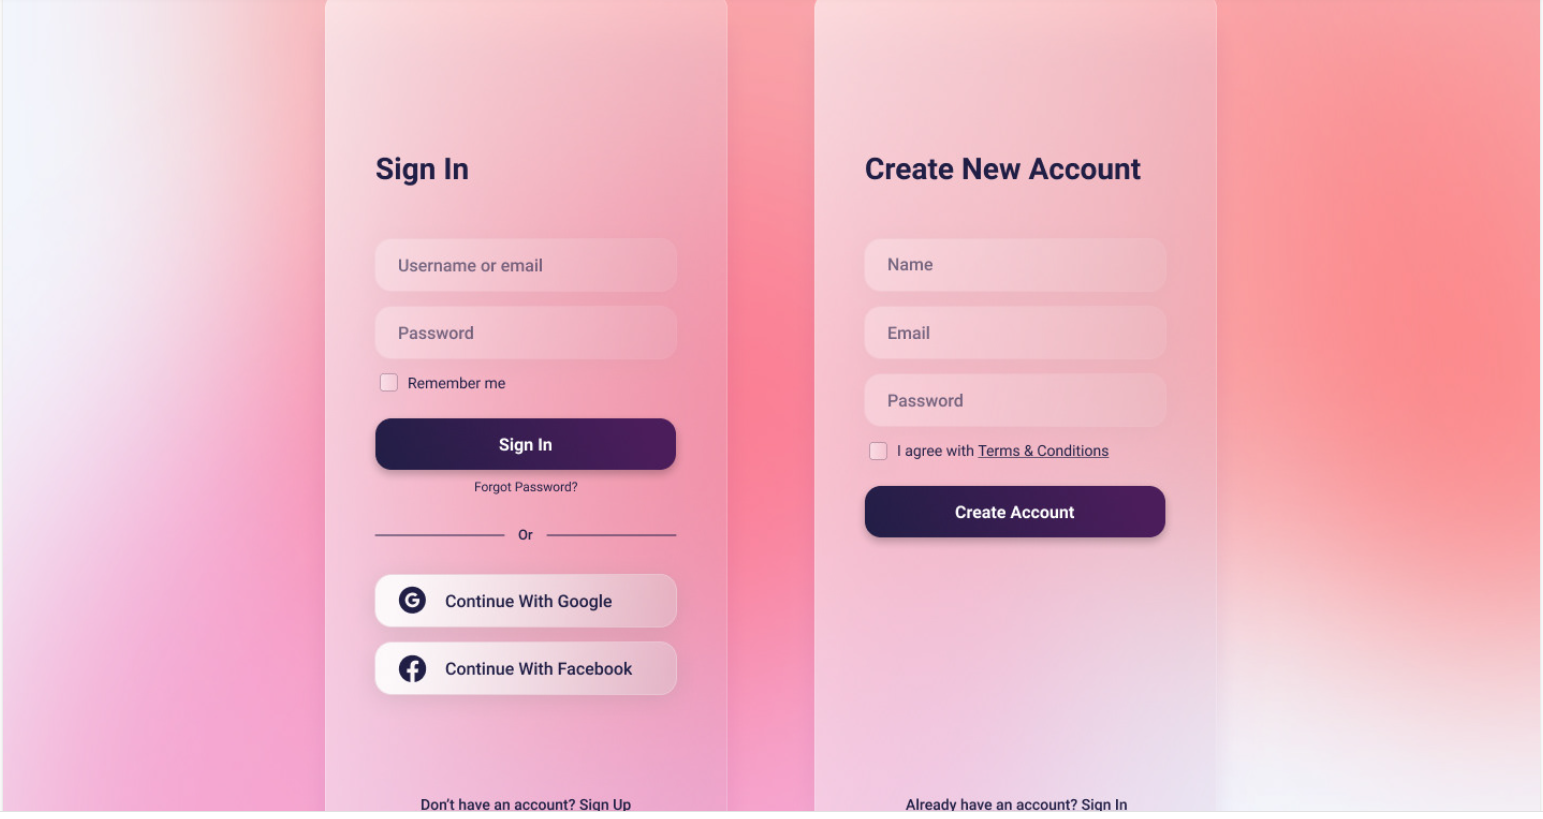 Sign In
Username or email
Password
Remember me
Sign In
Forgot Password?
Or
Continue With Google
Continue With Facebook
Don't have an account? Sign Up
Create New Account
Name
Email
Password
I agree with Terms & Conditions
Create Account
Already have an account? Sign In